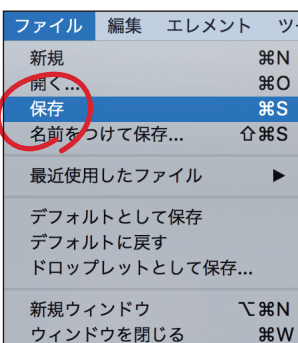 ファイル 編集 エレメント ツー
新規 ⌘N
開く... ⌘O
保存 ⌘S
名前をつけて保存... ⇧⌘S
最近使用したファイル ▶
デフォルトとして保存
デフォルトに戻す
ドロップレットとして保存...
新規ウィンドウ ⌥⌘N
ウィンドウを閉じる ⌘W